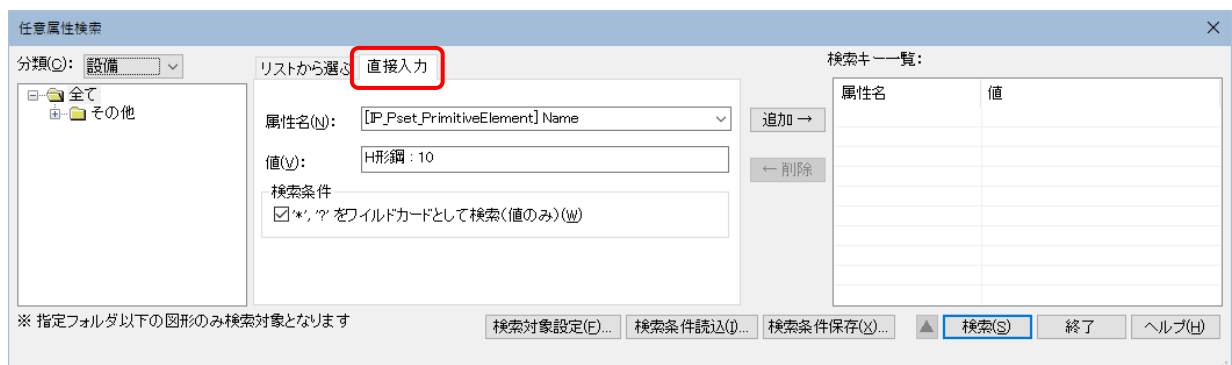 任意属性検索
分類(C): 設備
全て
その他
リストから選ぶ 直接入力
属性名(N): [IP_Pset_PrimitiveElement] Name
値(V): H形鋼:10
検索条件
'*', '?' をワイルドカードとして検索(値のみ)(W)
追加→
←削除
検索キー一覧:
属性名 値
※ 指定フォルダ以下の図形のみ検索対象となります
検索対象設定(F)... 検索条件読込(I)... 検索条件保存(X)... ▲ 検索(S) 終了 ヘルプ(H)